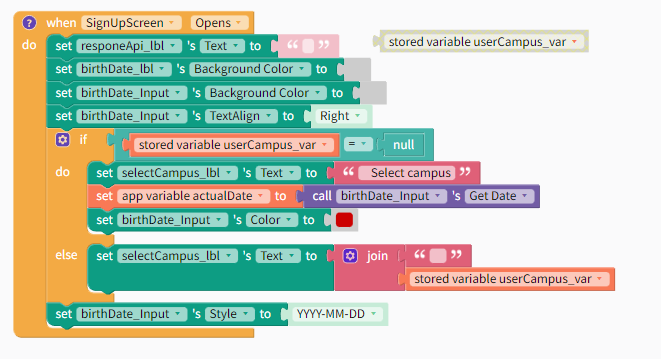 ? when SignUpScreen Opens
stored variable userCampus_var
do set responeApi_lbl 's Text to “ ”
set birthDate_lbl 's Background Color to
set birthDate_Input 's Background Color to
set birthDate_Input 's TextAlign to Right
if stored variable userCampus_var = null
do set selectCampus_lbl 's Text to “ Select campus ”
set app variable actualDate to call birthDate_Input 's Get Date
set birthDate_Input 's Color to
else set selectCampus_lbl 's Text to join “ ”
stored variable userCampus_var
set birthDate_Input 's Style to YYYY-MM-DD